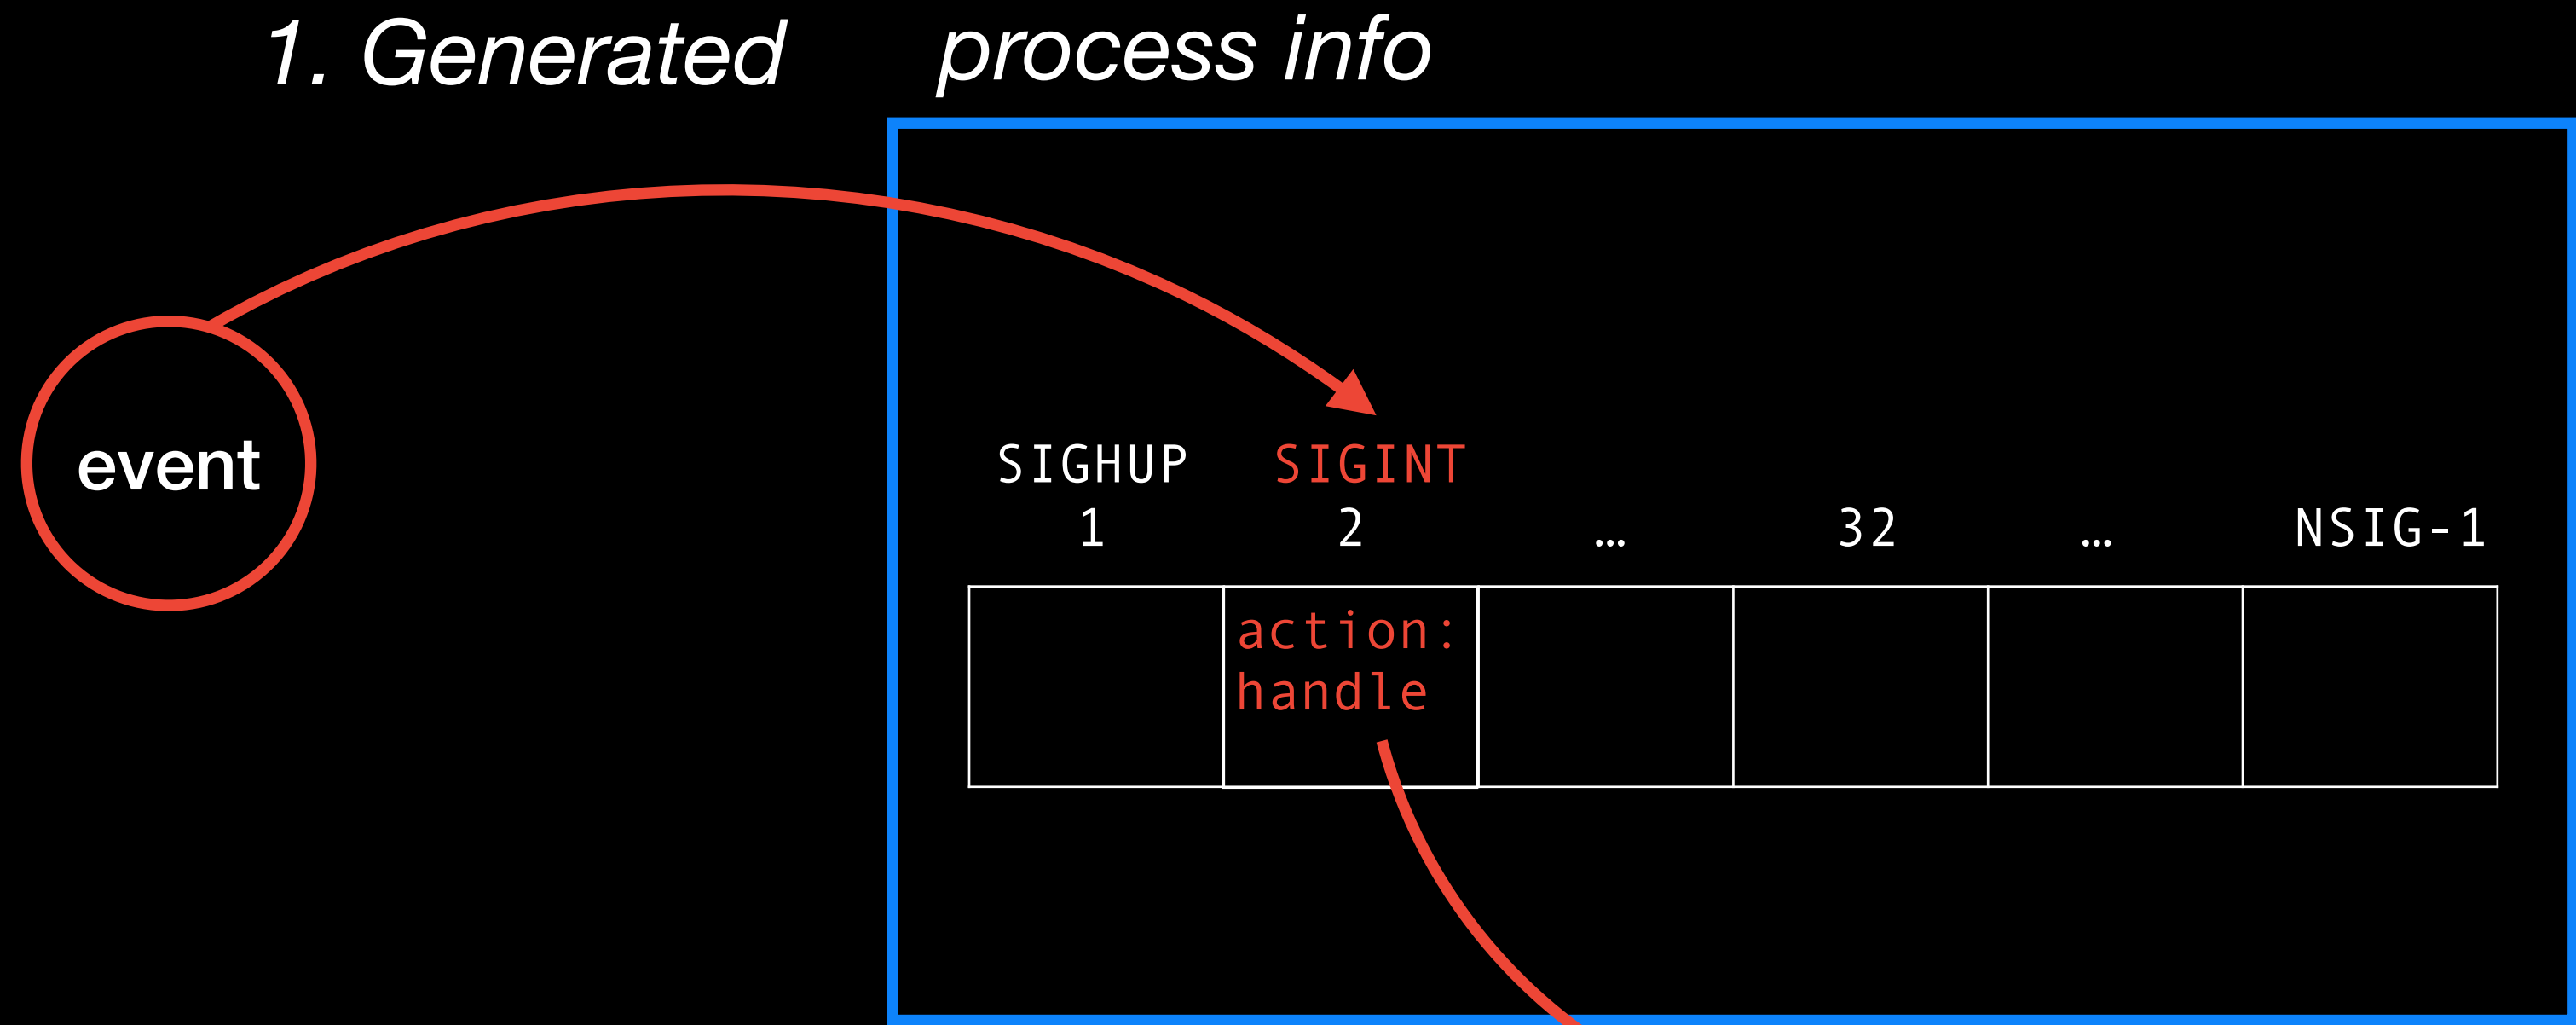 1. Generated
process info
event
SIGHUP
SIGINT
1
2
…
32
…
NSIG-1
action:
handle